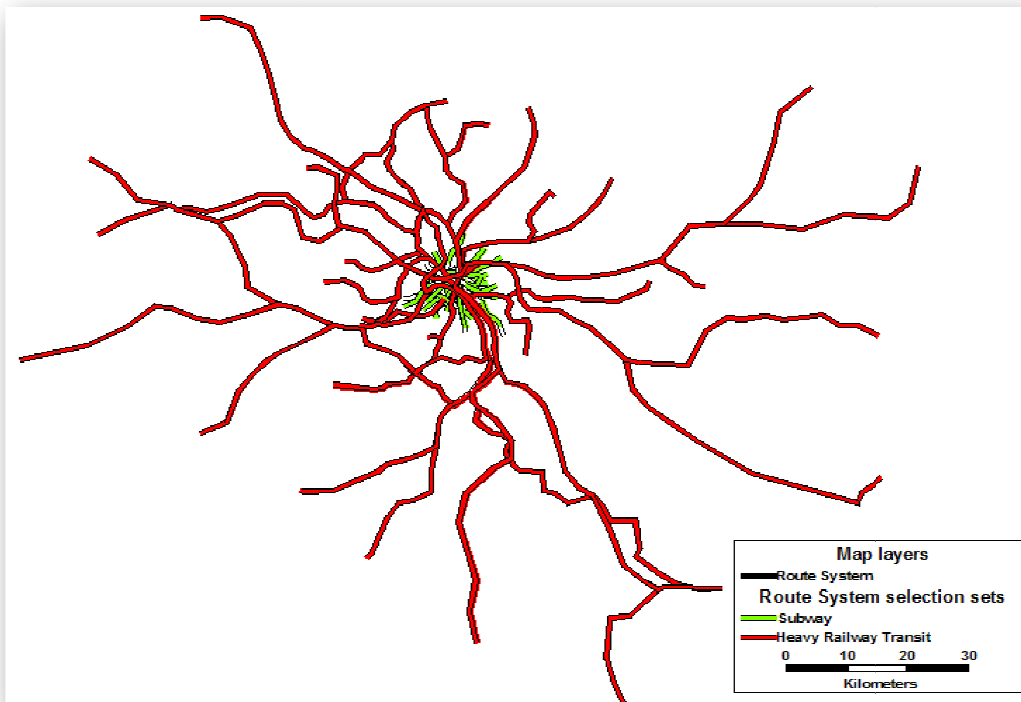 Map layers
Route System
Route System selection sets
Subway
Heavy Railway Transit
0 10 20 30
Kilometers